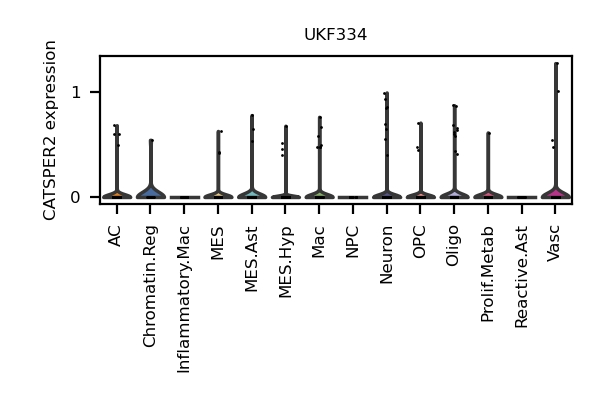 UKF334
CATSPER2 expression
1
0
AC
Chromatin.Reg
Inflammatory.Mac
MES
MES.Ast
MES.Hyp
Mac
NPC
Neuron
OPC
Oligo
Prolif.Metab
Reactive.Ast
Vasc